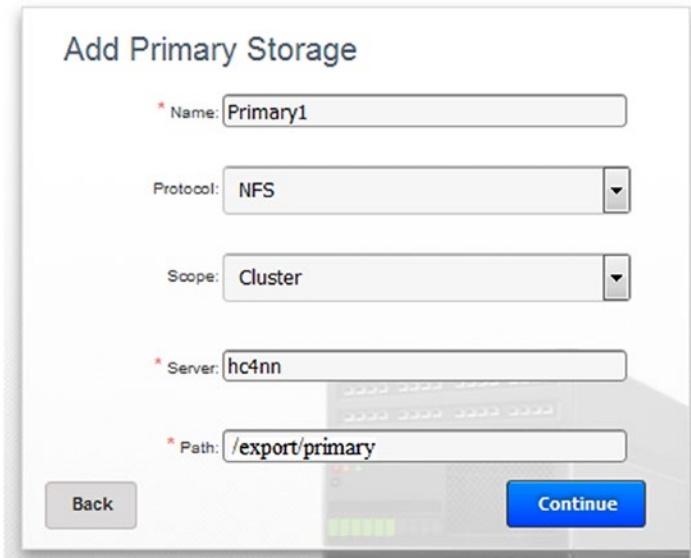 Add Primary Storage
* Name: Primary1
Protocol: NFS
Scope: Cluster
* Server: hc4nn
* Path: /export/primary
Back Continue